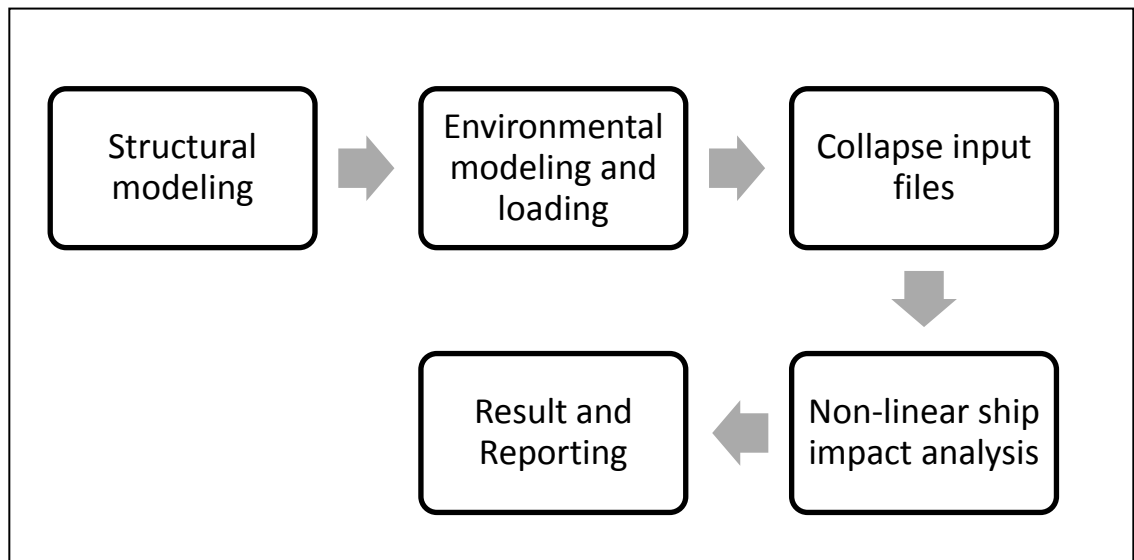 Structural
modeling
Environmental
modeling and
loading
Collapse input
files
Non-linear ship
impact analysis
Result and
Reporting